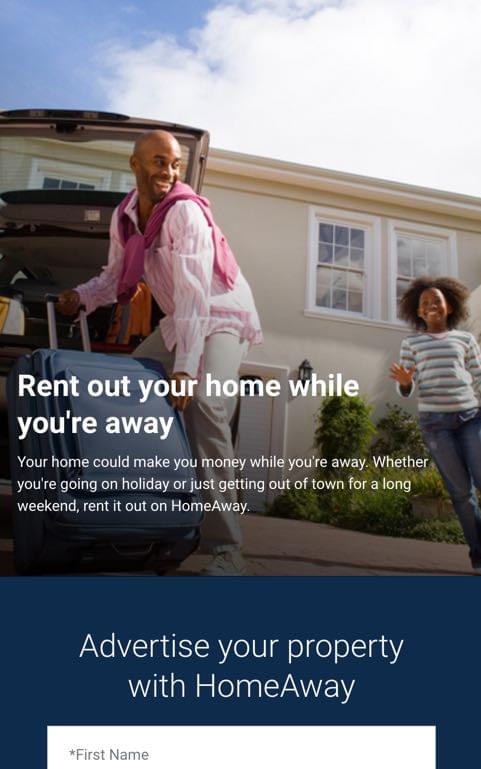 Rent out your home while
you're away
Your home could make you money while you're away. Whether
you're going on holiday or just getting out of town for a long
weekend, rent it out on HomeAway.
Advertise your property
with HomeAway
*First Name